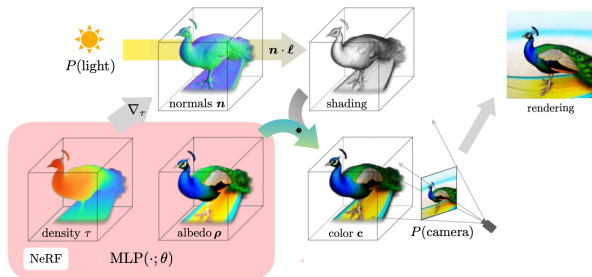 P(light)
n · ℓ
normals n
shading
rendering
∇τ
*
density τ
albedo ρ
color c
P(camera)
NeRF
MLP(·; θ)